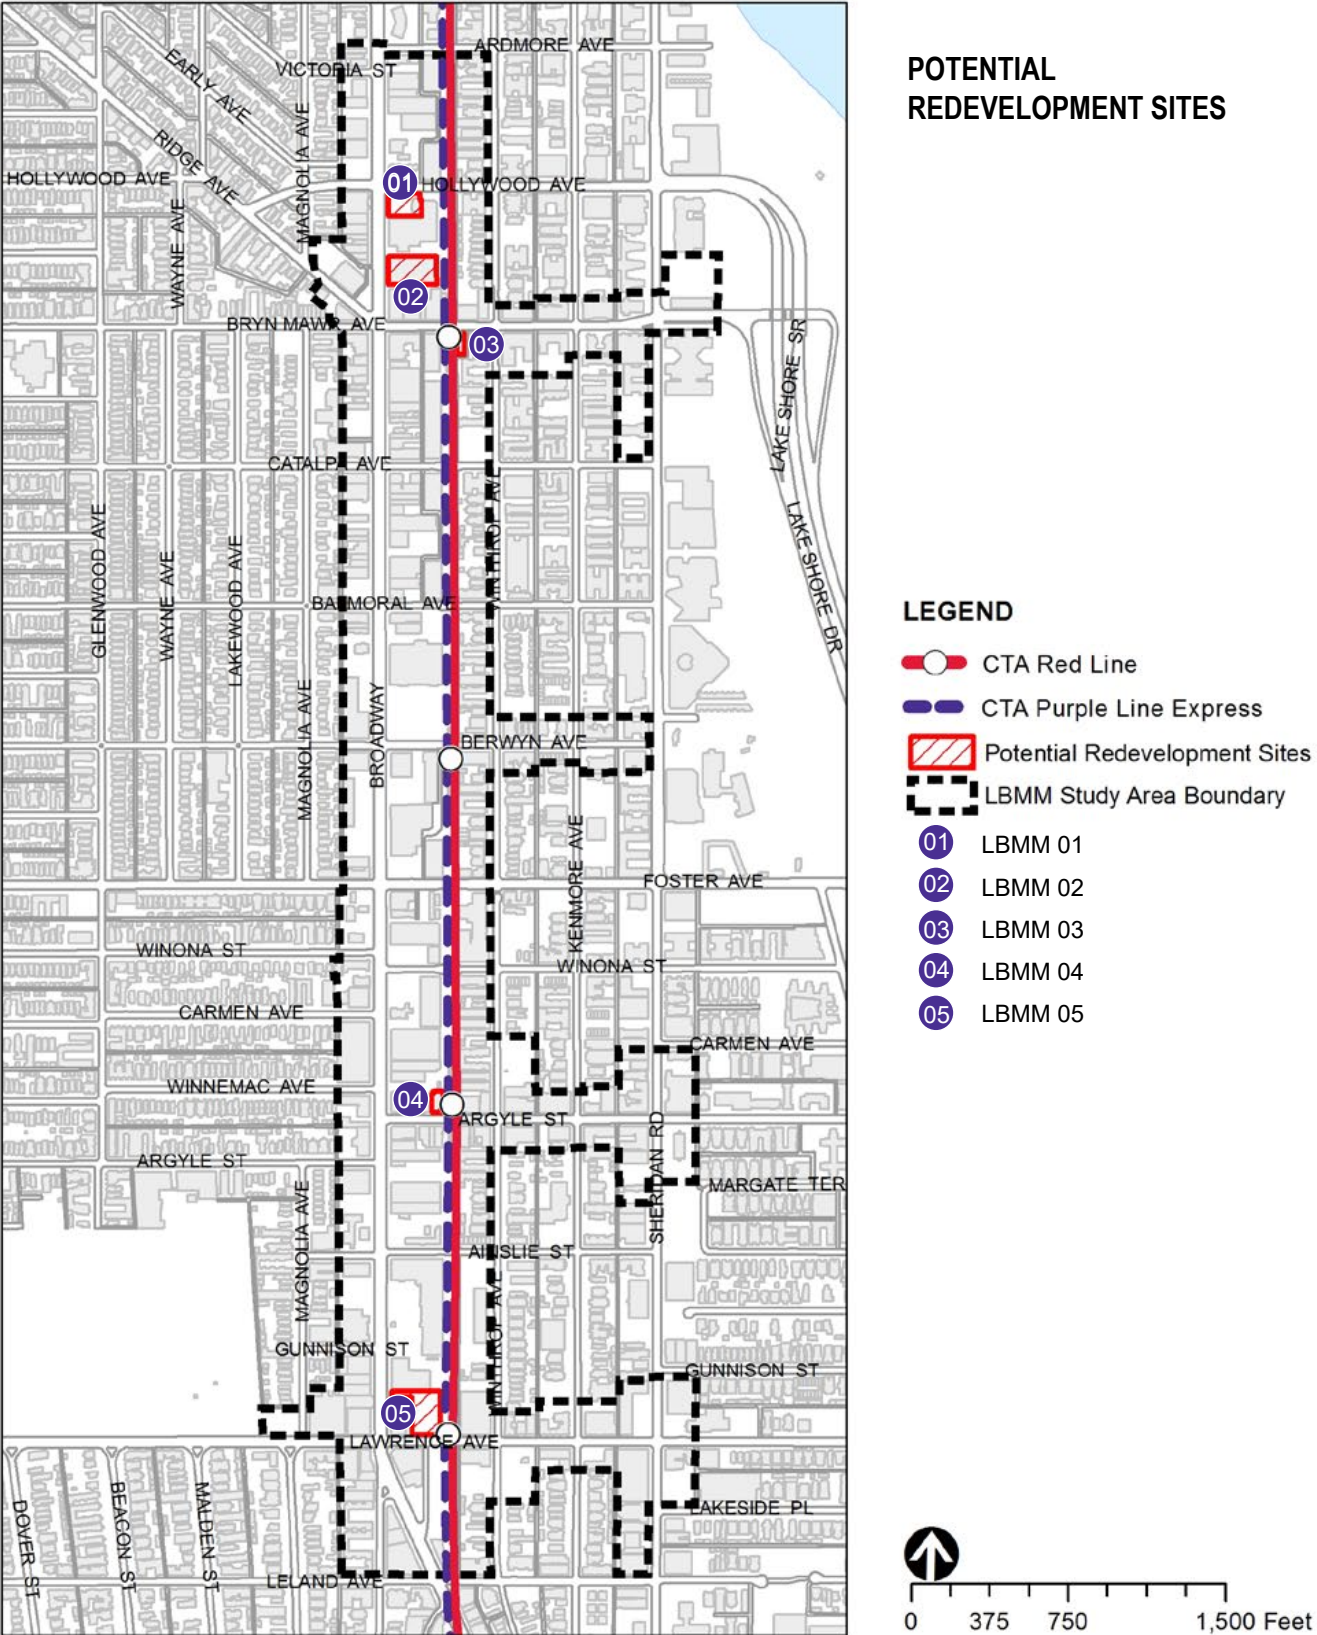 POTENTIAL
REDEVELOPMENT SITES
ARDMORE AVE
VICTORIA ST
EARLY AVE
RIDGE AVE
MAGNOLIA AVE
HOLLYWOOD AVE
01
HOLLYWOOD AVE
WAYNE AVE
02
BRYN MAWR AVE
03
LAKE SHORE SR
CATALPA AVE
WINTHROP AVE
LAKE SHORE DR
GLENWOOD AVE
WAYNE AVE
LAKEWOOD AVE
BALMORAL AVE
MAGNOLIA AVE
BROADWAY
BERWYN AVE
KENMORE AVE
FOSTER AVE
WINONA ST
WINONA ST
CARMEN AVE
CARMEN AVE
WINNEMAC AVE
04
ARGYLE ST
ARGYLE ST
SHERIDAN RD
MARGATE TER
MAGNOLIA AVE
AINSLIE ST
WINTHROP AVE
GUNNISON ST
GUNNISON ST
05
LAWRENCE AVE
DOVER ST
BEACON ST
MALDEN ST
LAKESIDE PL
LELAND AVE
LEGEND
CTA Red Line
CTA Purple Line Express
Potential Redevelopment Sites
LBMM Study Area Boundary
01 LBMM 01
02 LBMM 02
03 LBMM 03
04 LBMM 04
05 LBMM 05
0 375 750 1,500 Feet